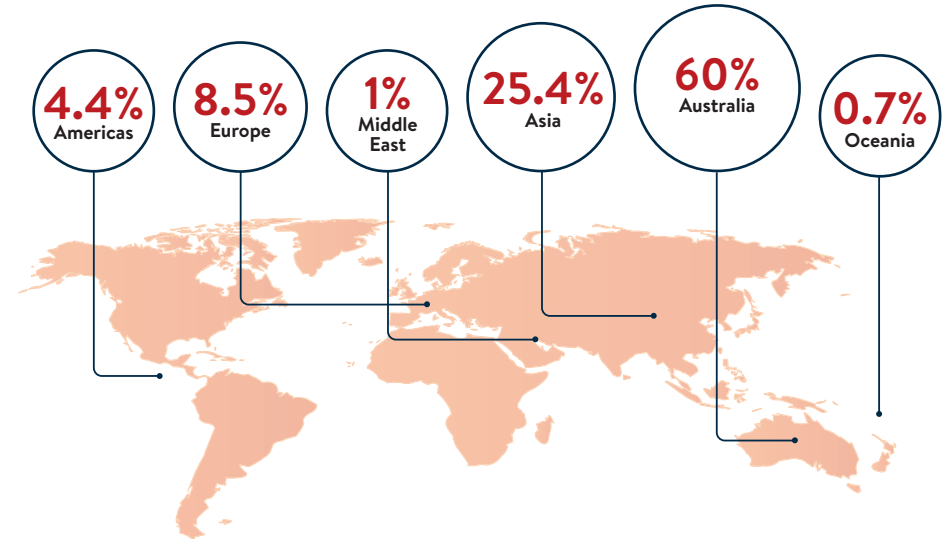 4.4%
Americas
8.5%
Europe
1%
Middle
East
25.4%
Asia
60%
Australia
0.7%
Oceania